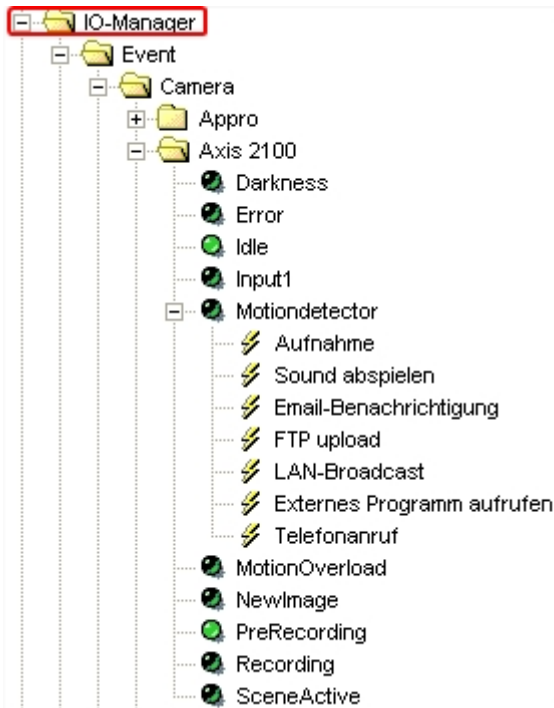 IO-Manager
Event
Camera
Appro
Axis 2100
Darkness
Error
Idle
Input1
Motiondetector
Aufnahme
Sound abspielen
Email-Benachrichtigung
FTP upload
LAN-Broadcast
Externes Programm aufrufen
Telefonanruf
MotionOverload
NewImage
PreRecording
Recording
SceneActive